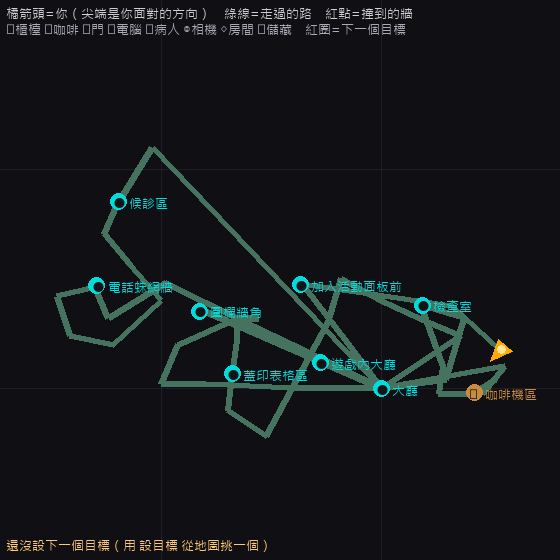 橘箭頭=你（尖端是你面對的方向）　綠線=走過的路　紅點=撞到的牆
櫃檯　咖啡　門　電腦　病人　相機　◇房間　儲藏　紅圈=下一個目標
候診區
電話蛛網牆
加入活動面板前
檢查室
圍欄牆角
遊戲內大廳
蓋印表格區
大廳
咖啡機區
還沒設下一個目標（用 設目標 從地圖挑一個）